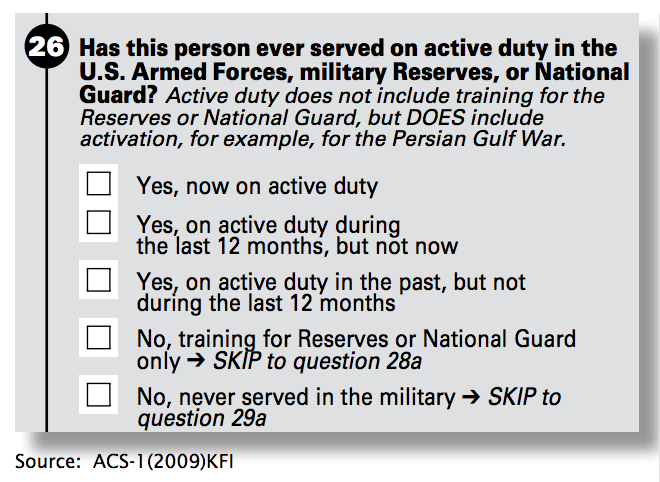 26 Has this person ever served on active duty in the
U.S. Armed Forces, military Reserves, or National
Guard? Active duty does not include training for the
Reserves or National Guard, but DOES include
activation, for example, for the Persian Gulf War.
Yes, now on active duty
Yes, on active duty during
the last 12 months, but not now
Yes, on active duty in the past, but not
during the last 12 months
No, training for Reserves or National Guard
only → SKIP to question 28a
No, never served in the military → SKIP to
question 29a
Source: ACS-1(2009)KFI